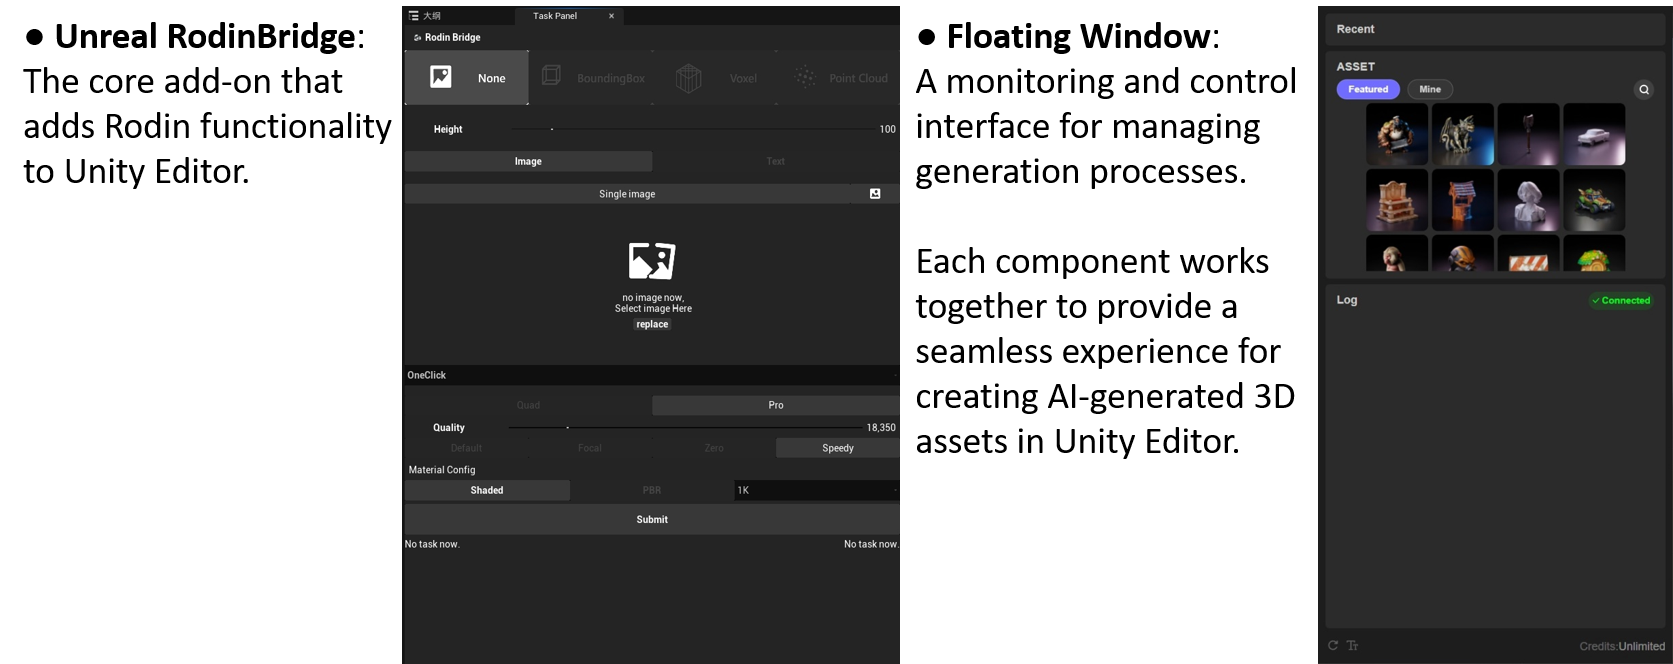 ● Unreal RodinBridge:
The core add-on that
adds Rodin functionality
to Unity Editor.
大纲
Task Panel ×
Rodin Bridge
None
BoundingBox
Voxel
Point Cloud
Height
100
Image
Text
Single image
no image now,
Select image Here
replace
OneClick
Quad
Pro
Quality
18,350
Default
Focal
Zero
Speedy
Material Config
Shaded
PBR
1K
Submit
No task now.
No task now.
● Floating Window:
A monitoring and control
interface for managing
generation processes.
Each component works
together to provide a
seamless experience for
creating AI-generated 3D
assets in Unity Editor.
Recent
ASSET
Featured
Mine
Log
✓ Connected
Credits:Unlimited